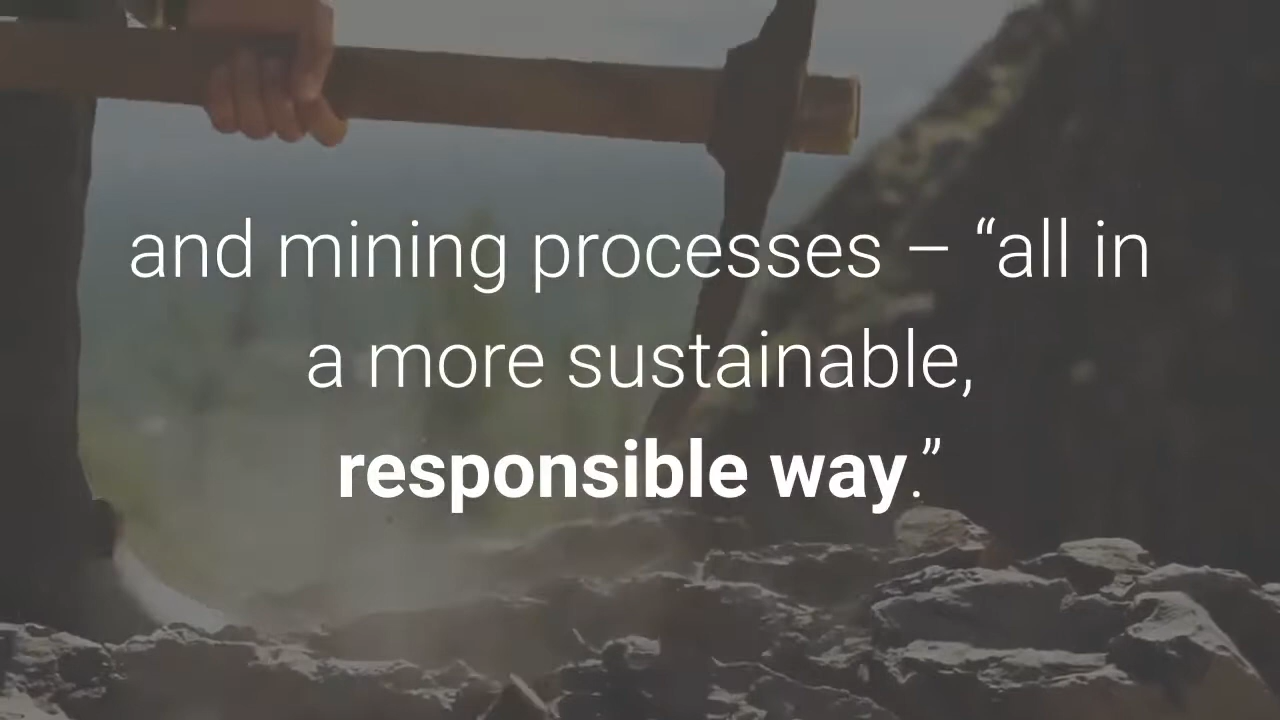 and mining processes – “all in
a more sustainable,
responsible way.”